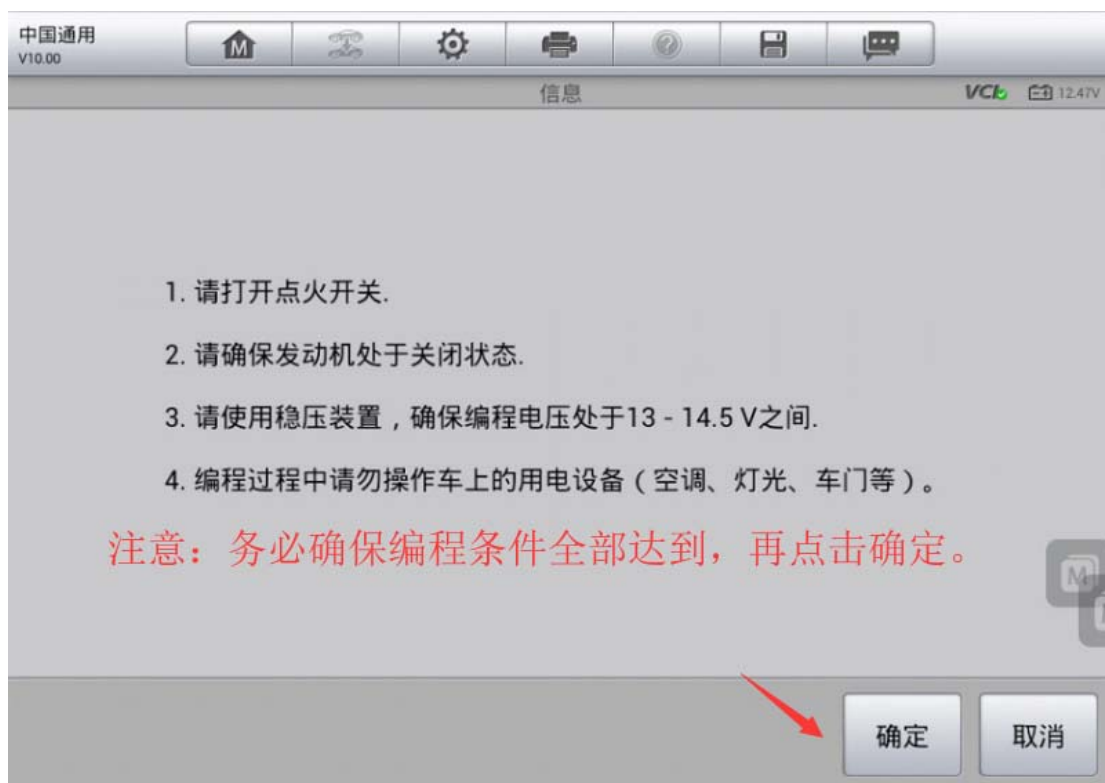 中国通用
V10.00
M
信息
VCI
12.47V
1. 请打开点火开关.
2. 请确保发动机处于关闭状态.
3. 请使用稳压装置，确保编程电压处于13 - 14.5 V之间.
4. 编程过程中请勿操作车上的用电设备（空调、灯光、车门等）。
注意：务必确保编程条件全部达到，再点击确定。
M
确定
取消